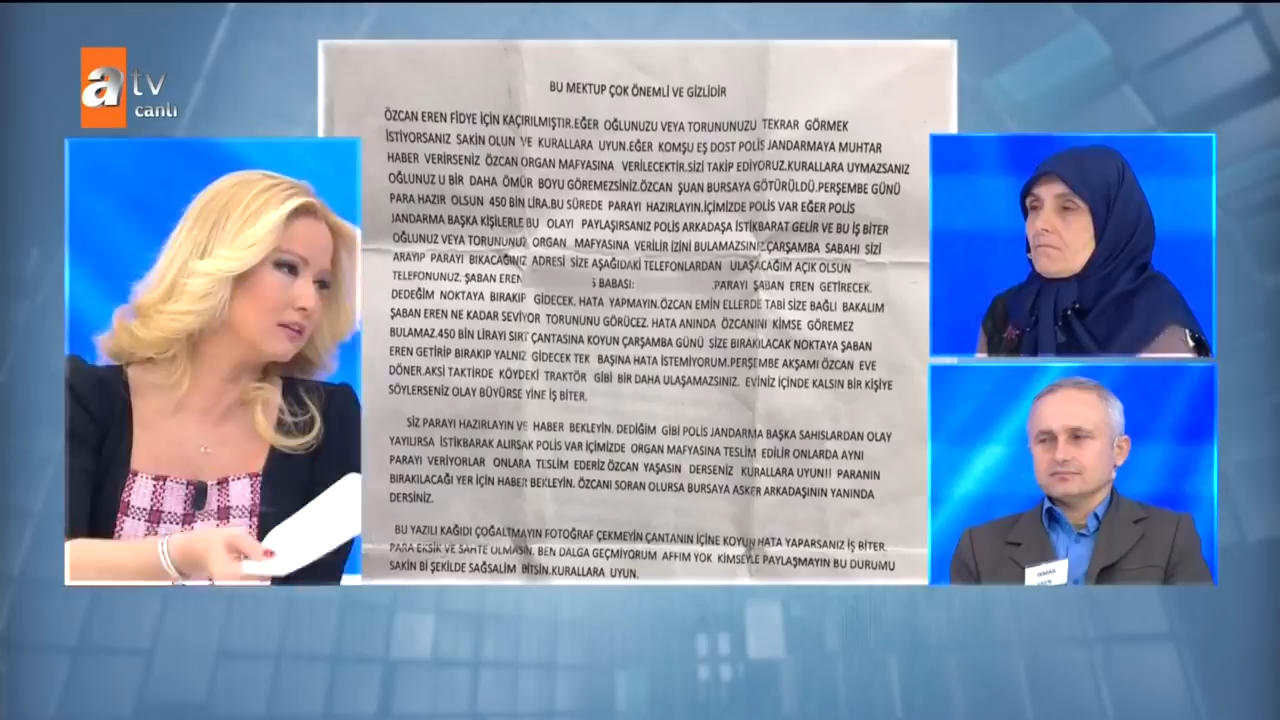 atv
canlı
BU MEKTUP ÇOK ÖNEMLİ VE GİZLİDİR
ÖZCAN EREN FİDYE İÇİN KAÇIRILMIŞTIR.EĞER OĞLUNUZU VEYA TORUNUNUZU TEKRAR GÖRMEK
İSTİYORSANIZ SAKİN OLUN VE KURALLARA UYUN.EĞER KOMŞU EŞ DOST POLİS JANDARMAYA MUHTAR
HABER VERİRSENİZ ÖZCAN ORGAN MAFYASINA VERİLECEKTİR.SİZİ TAKİP EDİYORUZ.KURALLARA UYMAZSANIZ
OĞLUNUZ U BİR DAHA ÖMÜR BOYU GÖREMEZSİNİZ.ÖZCAN ŞUAN BURSAYA GÖTÜRÜLDÜ.PERŞEMBE GÜNÜ
PARA HAZIR OLSUN 450 BİN LİRA.BU SÜREDE PARAYI HAZIRLAYIN.İÇİMİZDE POLİS VAR EĞER POLİS
JANDARMA BAŞKA KİŞİLERLE BU OLAYI PAYLAŞIRSANIZ POLİS ARKADAŞA İSTİKBARAT GELİR VE BU İŞ BİTER
OĞLUNUZ VEYA TORUNUNUZ ORGAN MAFYASINA VERİLİR İZİNİ BULAMAZSINIZ.ÇARŞAMBA SABAHI SİZİ
ARAYIP PARAYI BIKACAĞINIZ ADRESİ SİZE AŞAĞIDAKİ TELEFONLARDAN ULAŞACAĞIM AÇIK OLSUN
TELEFONUNUZ. ŞABAN EREN S BABASI: .PARAYI ŞABAN EREN GETİRECEK.
DEDEĞİM NOKTAYA BIRAKIP GİDECEK. HATA YAPMAYIN.ÖZCAN EMİN ELLERDE TABİ SİZE BAĞLI BAKALIM
ŞABAN EREN NE KADAR SEVİYOR TORUNUNU GÖRÜCEZ. HATA ANINDA ÖZCANINI KİMSE GÖREMEZ
BULAMAZ.450 BİN LİRAYI SIRT ÇANTASINA KOYUN ÇARŞAMBA GÜNÜ SİZE BIRAKILACAK NOKTAYA ŞABAN
EREN GETİRİP BIRAKIP YALNIZ GİDECEK TEK BAŞINA HATA İSTEMİYORUM.PERŞEMBE AKŞAMI ÖZCAN EVE
DÖNER.AKSİ TAKTİRDE KÖYDEKİ TRAKTÖR GİBİ BİR DAHA ULAŞAMAZSINIZ. EVİNİZ İÇİNDE KALSIN BİR KİŞİYE
SÖYLERSENİZ OLAY BÜYÜRSE YİNE İŞ BİTER.
SİZ PARAYI HAZIRLAYIN VE HABER BEKLEYİN. DEDİĞİM GİBİ POLİS JANDARMA BAŞKA SAHISLARDAN OLAY
YAYILIRSA İSTİKBARAK ALIRSAK POLİS VAR İÇİMİZDE ORGAN MAFYASINA TESLİM EDİLİR ONLARDA AYNI
PARAYI VERİYORLAR ONLARA TESLİM EDERİZ ÖZCAN YAŞASIN DERSENİZ KURALLARA UYUN!! PARANIN
BIRAKILACAĞI YER İÇİN HABER BEKLEYİN. ÖZCANI SORAN OLURSA BURSAYA ASKER ARKADAŞININ YANINDA
DERSİNİZ.
BU YAZILI KAĞIDI ÇOĞALTMAYIN FOTOĞRAF ÇEKMEYİN ÇANTANIN İÇİNE KOYUN HATA YAPARSANIZ İŞ BİTER.
PARA EKSİK VE SAHTE OLMASIN. BEN DALGA GEÇMİYORUM AFFIM YOK KİMSEYLE PAYLAŞMAYIN BU DURUMU
SAKİN Bİ ŞEKİLDE SAĞSALİM BİTSİN.KURALLARA UYUN.